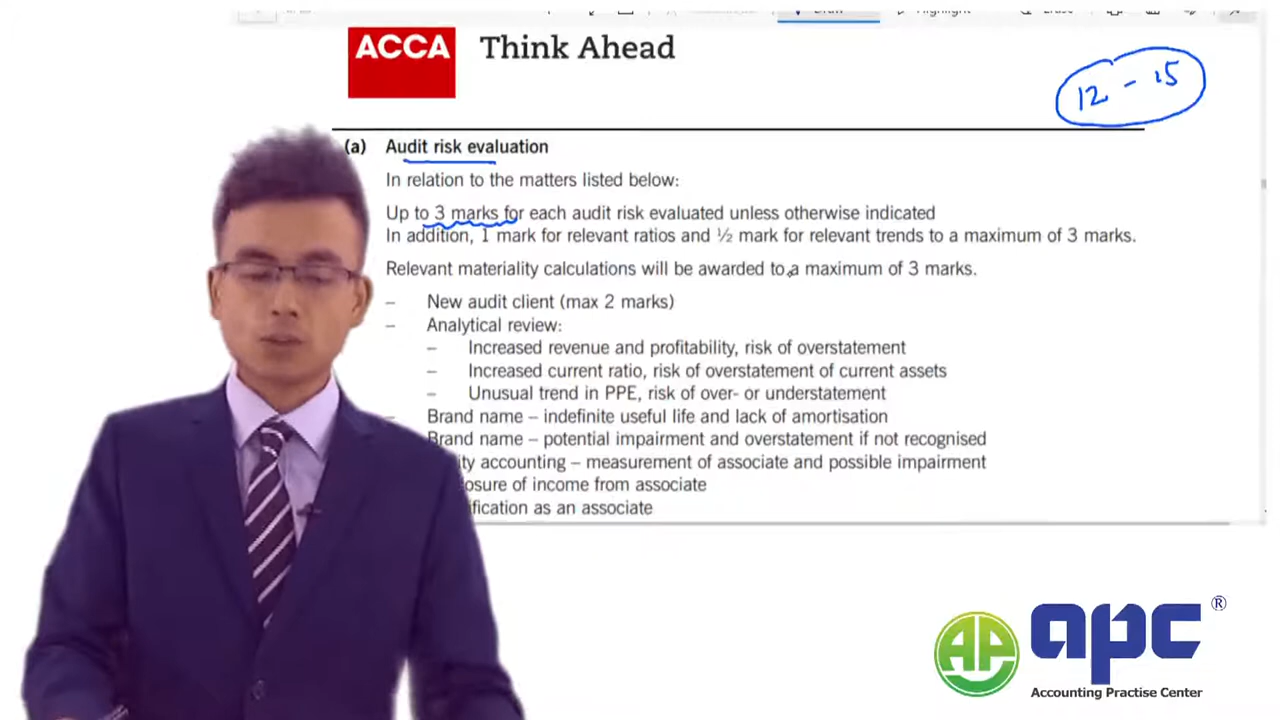 ACCA Think Ahead
12 - 15
(a) Audit risk evaluation
In relation to the matters listed below:
Up to 3 marks for each audit risk evaluated unless otherwise indicated
In addition, 1 mark for relevant ratios and ½ mark for relevant trends to a maximum of 3 marks.
Relevant materiality calculations will be awarded to a maximum of 3 marks.
– New audit client (max 2 marks)
– Analytical review:
– Increased revenue and profitability, risk of overstatement
– Increased current ratio, risk of overstatement of current assets
– Unusual trend in PPE, risk of over- or understatement
– Brand name – indefinite useful life and lack of amortisation
Brand name – potential impairment and overstatement if not recognised
ity accounting – measurement of associate and possible impairment
osure of income from associate
ification as an associate
AP apc ®
Accounting Practise Center